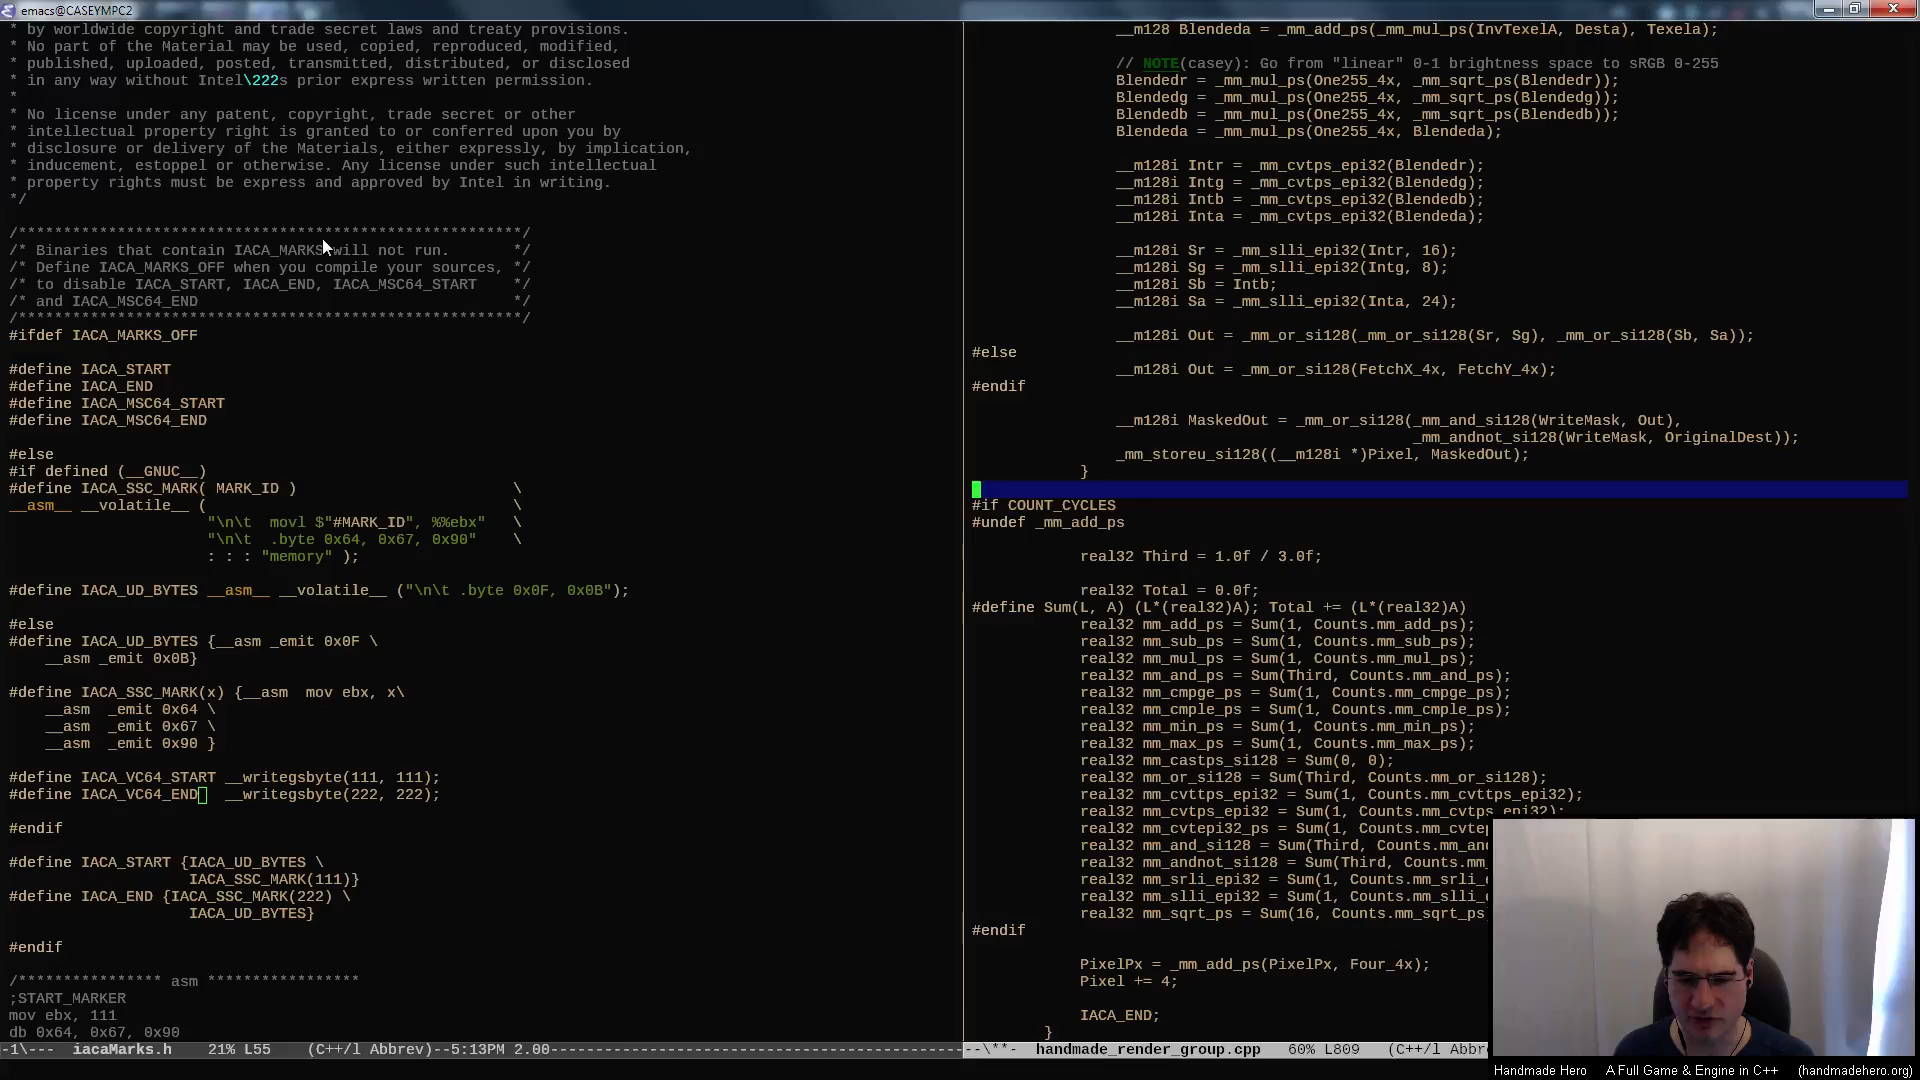 emacs@CASEYMPC2
* by worldwide copyright and trade secret laws and treaty provisions.
* No part of the Material may be used, copied, reproduced, modified,
* published, uploaded, posted, transmitted, distributed, or disclosed
* in any way without Intel\222s prior express written permission.
*
* No license under any patent, copyright, trade secret or other
* intellectual property right is granted to or conferred upon you by
* disclosure or delivery of the Materials, either expressly, by implication,
* inducement, estoppel or otherwise. Any license under such intellectual
* property rights must be express and approved by Intel in writing.
*/
/********************************************************/
/* Binaries that contain IACA_MARKS will not run.       */
/* Define IACA_MARKS_OFF when you compile your sources, */
/* to disable IACA_START, IACA_END, IACA_MSC64_START    */
/* and IACA_MSC64_END                                   */
/********************************************************/
#ifdef IACA_MARKS_OFF
#define IACA_START
#define IACA_END
#define IACA_MSC64_START
#define IACA_MSC64_END
#else
#if defined (__GNUC__)
#define IACA_SSC_MARK( MARK_ID ) \
__asm__ __volatile__ ( \
"\n\t  movl $"#MARK_ID", %%ebx" \
"\n\t  .byte 0x64, 0x67, 0x90" \
: : : "memory" );
#define IACA_UD_BYTES __asm__ __volatile__ ("\n\t .byte 0x0F, 0x0B");
#else
#define IACA_UD_BYTES {__asm _emit 0x0F \
__asm _emit 0x0B}
#define IACA_SSC_MARK(x) {__asm  mov ebx, x\
__asm  _emit 0x64 \
__asm  _emit 0x67 \
__asm  _emit 0x90 }
#define IACA_VC64_START __writegsbyte(111, 111);
#define IACA_VC64_END   __writegsbyte(222, 222);
#endif
#define IACA_START {IACA_UD_BYTES \
IACA_SSC_MARK(111)}
#define IACA_END {IACA_SSC_MARK(222) \
IACA_UD_BYTES}
#endif
/**************** asm *****************
;START_MARKER
mov ebx, 111
db 0x64, 0x67, 0x90
-1\---  iacaMarks.h    21% L55    (C++/l Abbrev)--5:13PM 2.00
__m128 Blendeda = _mm_add_ps(_mm_mul_ps(InvTexelA, Desta), Texela);
// NOTE(casey): Go from "linear" 0-1 brightness space to sRGB 0-255
Blendedr = _mm_mul_ps(One255_4x, _mm_sqrt_ps(Blendedr));
Blendedg = _mm_mul_ps(One255_4x, _mm_sqrt_ps(Blendedg));
Blendedb = _mm_mul_ps(One255_4x, _mm_sqrt_ps(Blendedb));
Blendeda = _mm_mul_ps(One255_4x, Blendeda);
__m128i Intr = _mm_cvtps_epi32(Blendedr);
__m128i Intg = _mm_cvtps_epi32(Blendedg);
__m128i Intb = _mm_cvtps_epi32(Blendedb);
__m128i Inta = _mm_cvtps_epi32(Blendeda);
__m128i Sr = _mm_slli_epi32(Intr, 16);
__m128i Sg = _mm_slli_epi32(Intg, 8);
__m128i Sb = Intb;
__m128i Sa = _mm_slli_epi32(Inta, 24);
__m128i Out = _mm_or_si128(_mm_or_si128(Sr, Sg), _mm_or_si128(Sb, Sa));
#else
__m128i Out = _mm_or_si128(FetchX_4x, FetchY_4x);
#endif
__m128i MaskedOut = _mm_or_si128(_mm_and_si128(WriteMask, Out),
_mm_andnot_si128(WriteMask, OriginalDest));
_mm_storeu_si128((__m128i *)Pixel, MaskedOut);
}
#if COUNT_CYCLES
#undef _mm_add_ps
real32 Third = 1.0f / 3.0f;
real32 Total = 0.0f;
#define Sum(L, A) (L*(real32)A); Total += (L*(real32)A)
real32 mm_add_ps = Sum(1, Counts.mm_add_ps);
real32 mm_sub_ps = Sum(1, Counts.mm_sub_ps);
real32 mm_mul_ps = Sum(1, Counts.mm_mul_ps);
real32 mm_and_ps = Sum(Third, Counts.mm_and_ps);
real32 mm_cmpge_ps = Sum(1, Counts.mm_cmpge_ps);
real32 mm_cmple_ps = Sum(1, Counts.mm_cmple_ps);
real32 mm_min_ps = Sum(1, Counts.mm_min_ps);
real32 mm_max_ps = Sum(1, Counts.mm_max_ps);
real32 mm_castps_si128 = Sum(0, 0);
real32 mm_or_si128 = Sum(Third, Counts.mm_or_si128);
real32 mm_cvttps_epi32 = Sum(1, Counts.mm_cvttps_epi32);
real32 mm_cvtps_epi32 = Sum(1, Counts.mm_cvtps_epi32);
real32 mm_cvtepi32_ps = Sum(1, Counts.mm_cvtep
real32 mm_and_si128 = Sum(Third, Counts.mm_an
real32 mm_andnot_si128 = Sum(Third, Counts.mm_
real32 mm_srli_epi32 = Sum(1, Counts.mm_srli_e
real32 mm_slli_epi32 = Sum(1, Counts.mm_slli_e
real32 mm_sqrt_ps = Sum(16, Counts.mm_sqrt_ps
#endif
PixelPx = _mm_add_ps(PixelPx, Four_4x);
Pixel += 4;
IACA_END;
}
--\**-  handmade_render_group.cpp   60% L809   (C++/l Abbre
Handmade Hero   A Full Game & Engine in C++   (handmadehero.org)